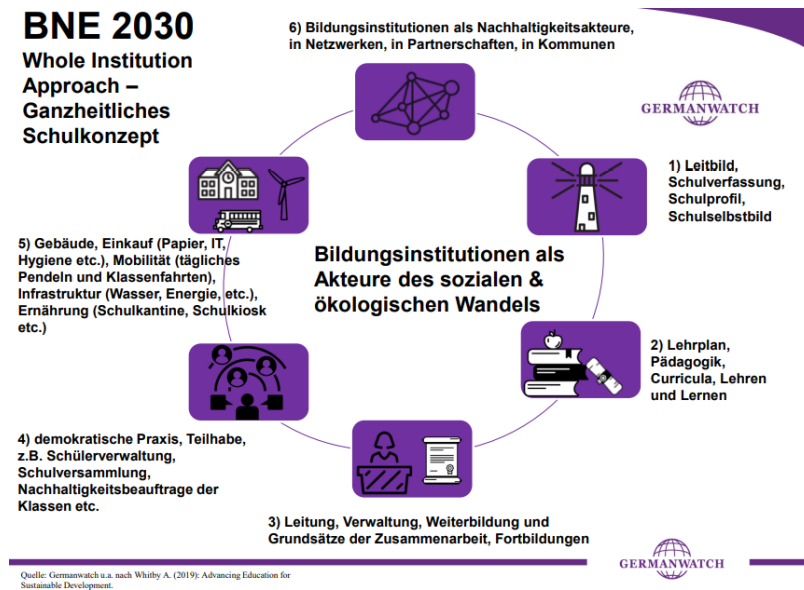 BNE 2030
Whole Institution
Approach –
Ganzheitliches
Schulkonzept
6) Bildungsinstitutionen als Nachhaltigkeitsakteure,
in Netzwerken, in Partnerschaften, in Kommunen
GERMANWATCH
1) Leitbild,
Schulverfassung,
Schulprofil,
Schulselbstbild
5) Gebäude, Einkauf (Papier, IT,
Hygiene etc.), Mobilität (tägliches
Pendeln und Klassenfahrten),
Infrastruktur (Wasser, Energie, etc.),
Ernährung (Schulkantine, Schulkiosk
etc.)
Bildungsinstitutionen als
Akteure des sozialen &
ökologischen Wandels
2) Lehrplan,
Pädagogik,
Curricula, Lehren
und Lernen
4) demokratische Praxis, Teilhabe,
z.B. Schülerverwaltung,
Schulversammlung,
Nachhaltigkeitsbeauftrage der
Klassen etc.
3) Leitung, Verwaltung, Weiterbildung und
Grundsätze der Zusammenarbeit, Fortbildungen
GERMANWATCH
Quelle: Germanwatch u.a. nach Whitby A. (2019): Advancing Education for
Sustainable Development.